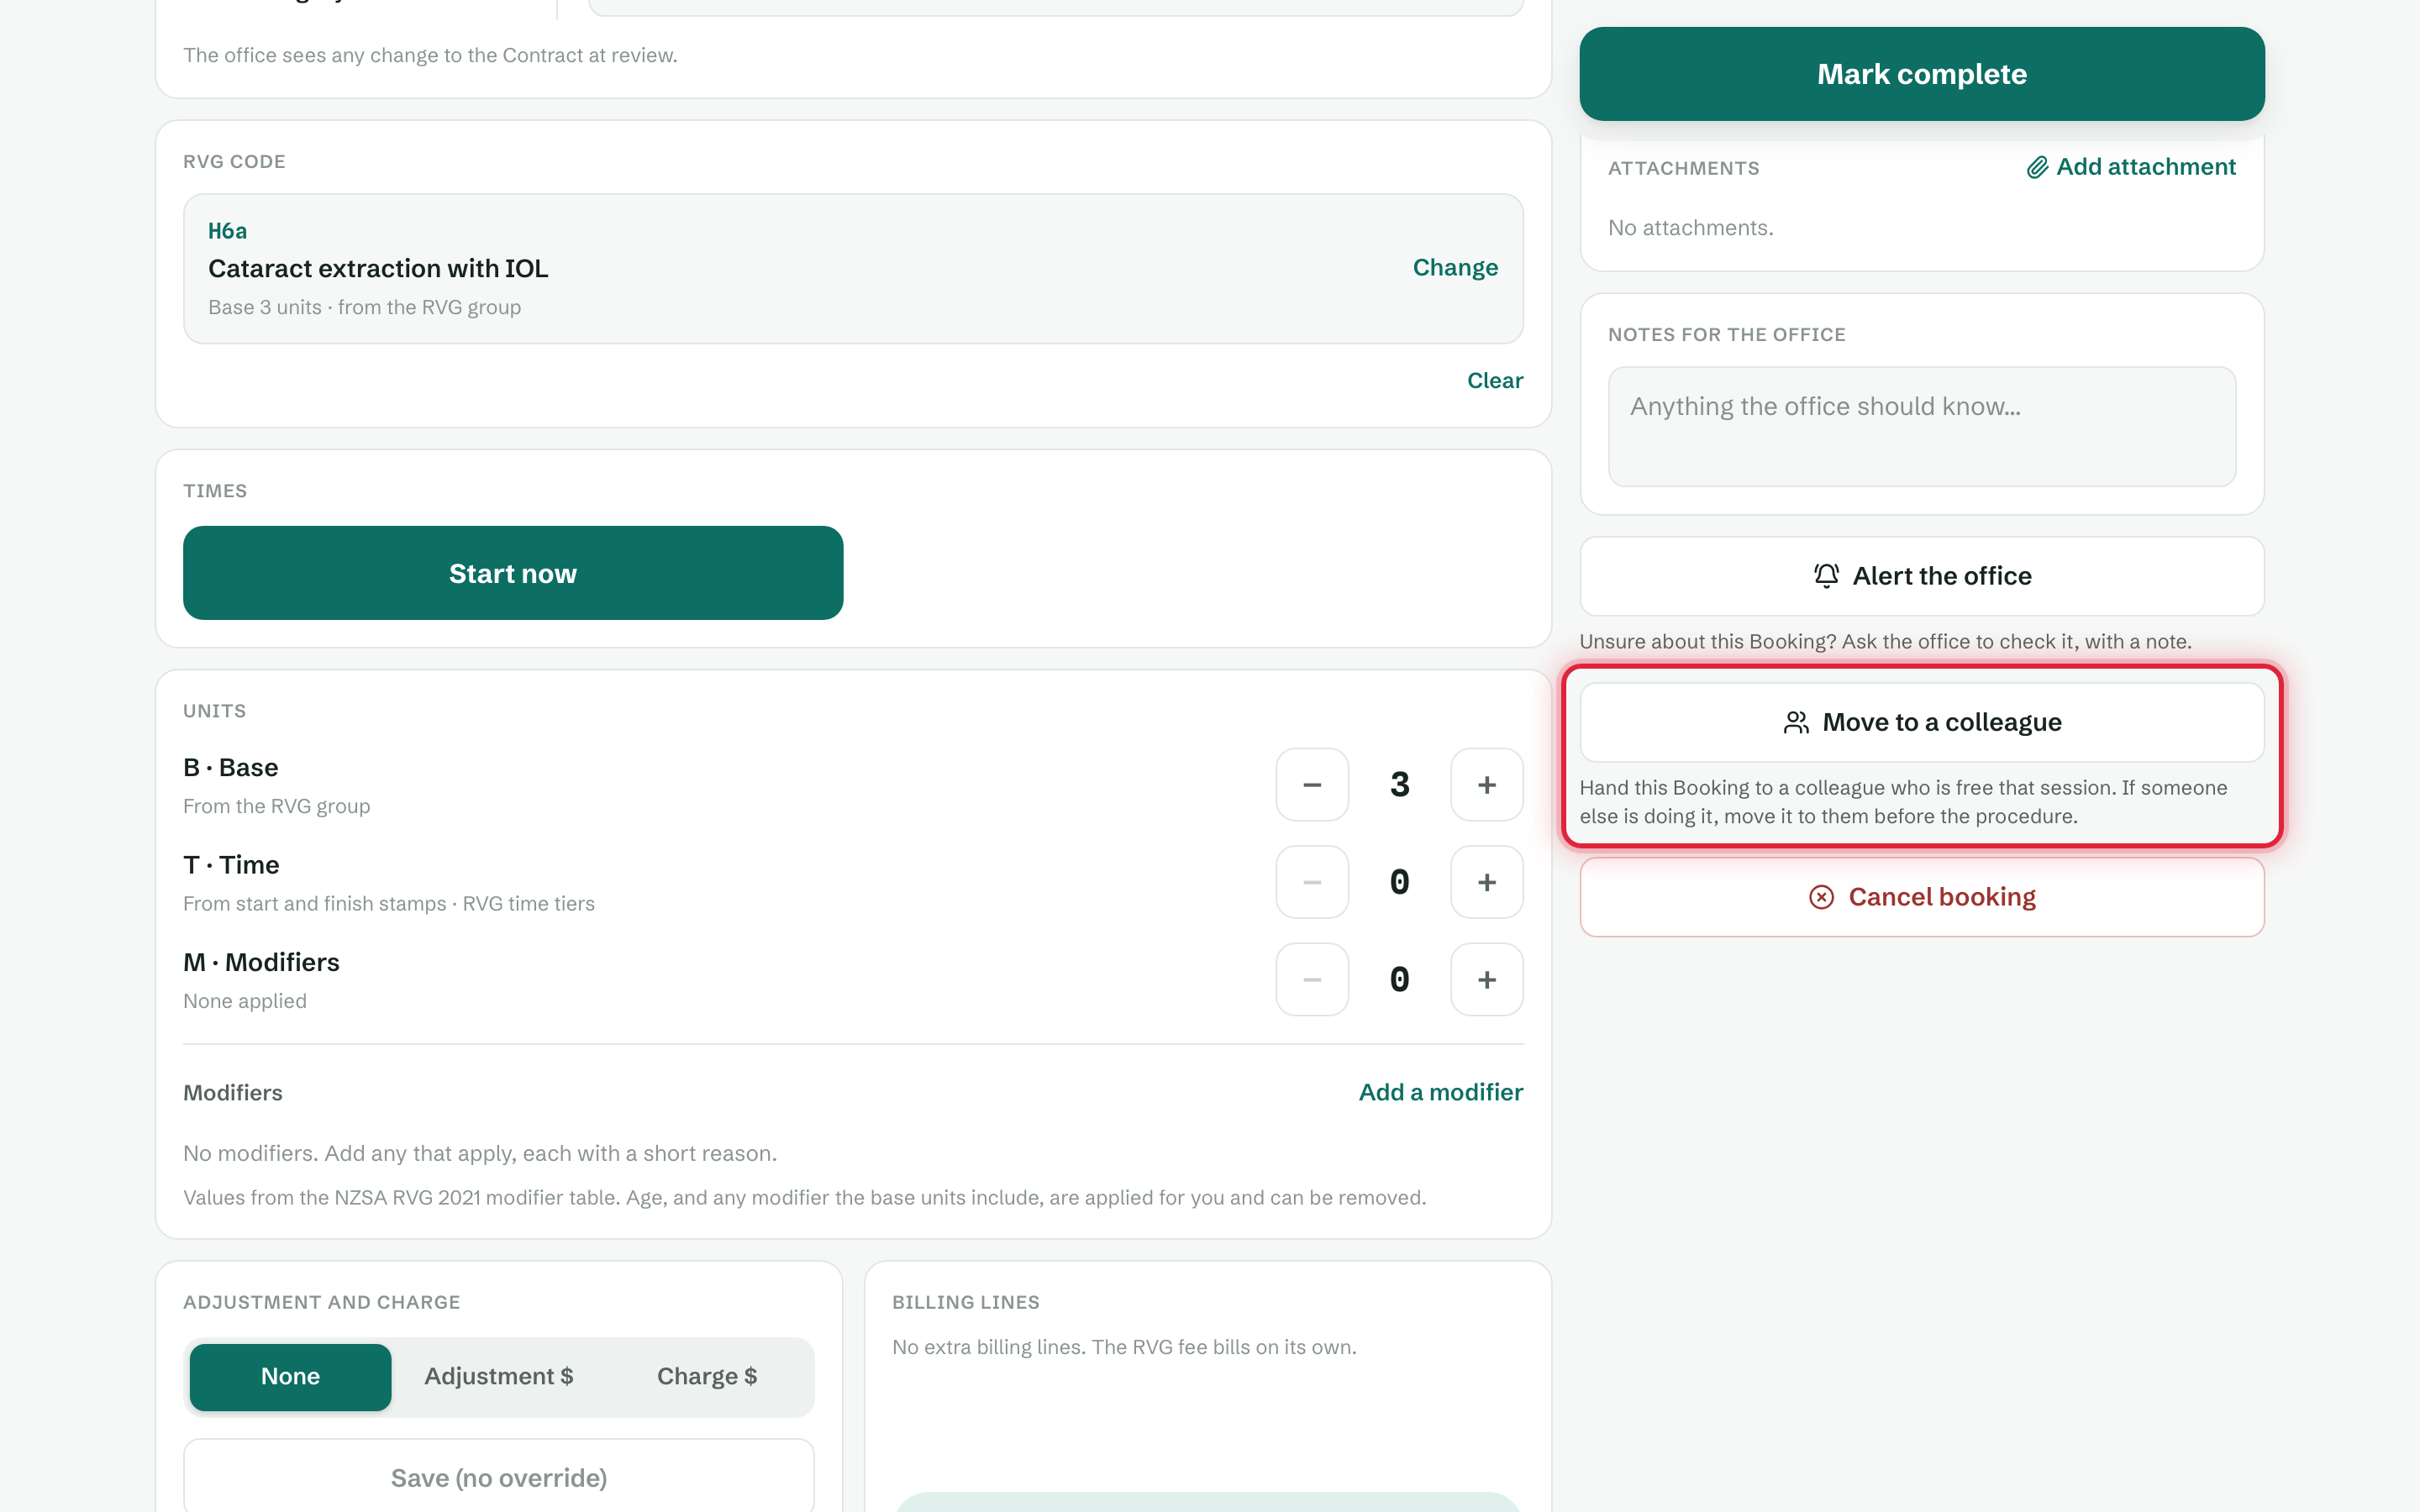 The office sees any change to the Contract at review.
RVG CODE
H6a
Cataract extraction with IOL
Base 3 units · from the RVG group
Change
Clear
TIMES
Start now
UNITS
B · Base
From the RVG group
− 3 +
T · Time
From start and finish stamps · RVG time tiers
− 0 +
M · Modifiers
None applied
− 0 +
Modifiers
Add a modifier
No modifiers. Add any that apply, each with a short reason.
Values from the NZSA RVG 2021 modifier table. Age, and any modifier the base units include, are applied for you and can be removed.
ADJUSTMENT AND CHARGE
None
Adjustment $
Charge $
Save (no override)
BILLING LINES
No extra billing lines. The RVG fee bills on its own.
Mark complete
ATTACHMENTS
Add attachment
No attachments.
NOTES FOR THE OFFICE
Anything the office should know...
Alert the office
Unsure about this Booking? Ask the office to check it, with a note.
Move to a colleague
Hand this Booking to a colleague who is free that session. If someone
else is doing it, move it to them before the procedure.
Cancel booking